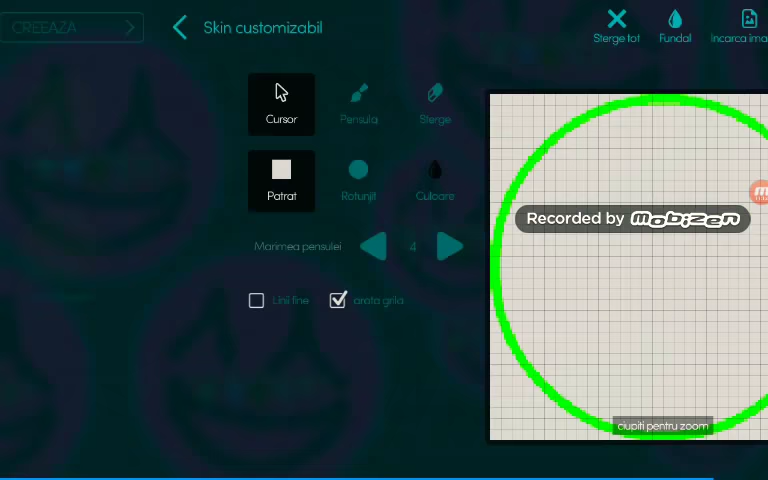 CREEAZA
Skin customizabil
Sterge tot
Fundal
Incarca ima
Cursor
Pensula
Sterge
Patrat
Rotunjit
Culoare
Marimea pensulei
4
Linii fine
arata grila
Recorded by Mobizen
ciupiti pentru zoom